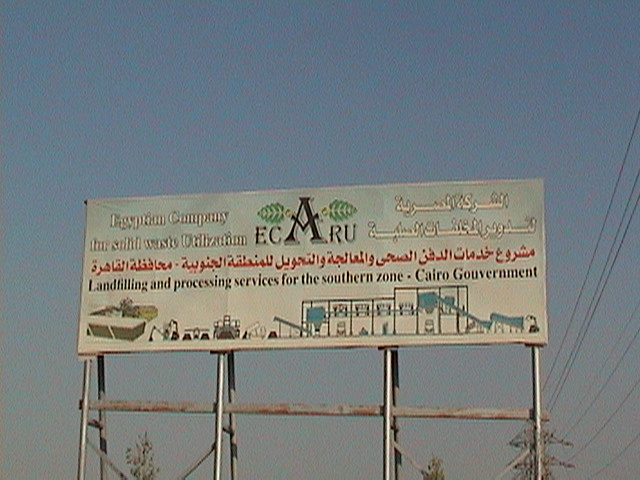 Egyptian Company
for solid waste Utilization
ECARU
الشركة المصرية
لتدوير المخلفات الصلبة
مشروع خدمات الدفن الصحى والمعالجة والتحويل للمنطقة الجنوبية - محافظة القاهرة
Landfilling and processing services for the southern zone - Cairo Gouvernment